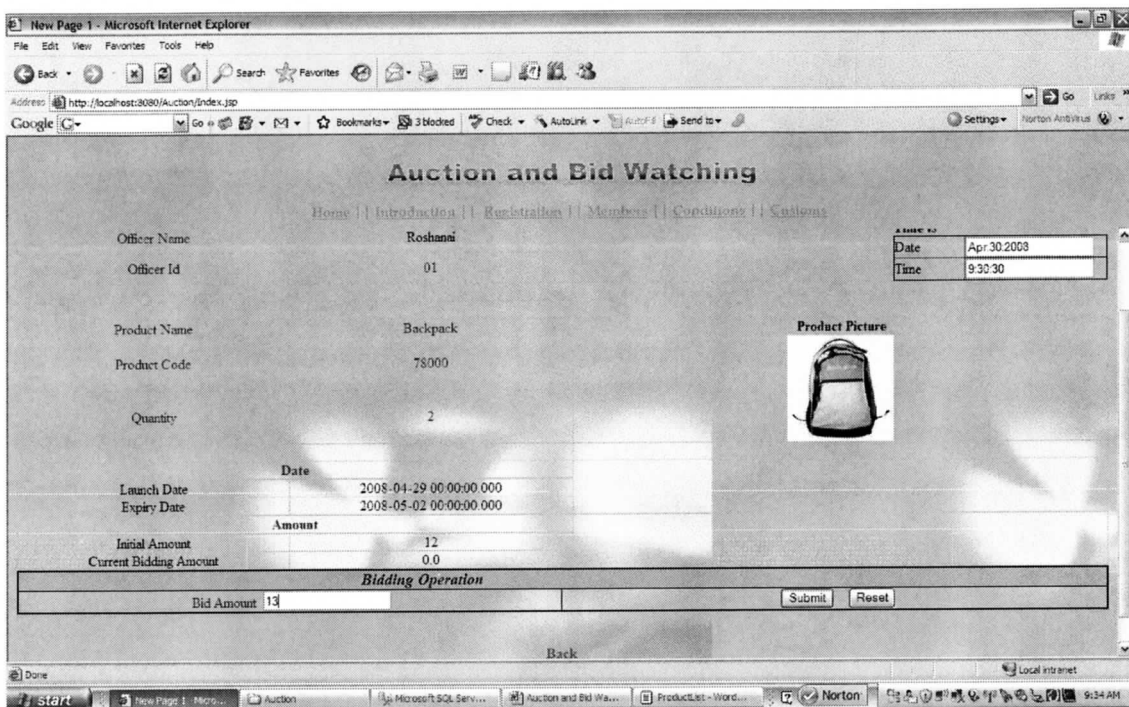 New Page 1 - Microsoft Internet Explorer
File Edit View Favorites Tools Help
Back Search Favorites
Address http://localhost:8080/Auction/Index.jsp Go Links »
Google Go Bookmarks 3 blocked Check AutoLink AutoFill Send to Settings Norton AntiVirus
Auction and Bid Watching
Home || Introduction || Registration || Members || Conditions || Customs
Officer Name Roshanai
Officer Id 01
Date Apr.30.2008
Time 9:30:30
Product Name Backpack
Product Picture
Product Code 78000
Quantity 2
Date
Launch Date 2008-04-29 00:00:00.000
Expiry Date 2008-05-02 00:00:00.000
Amount
Initial Amount 12
Current Bidding Amount 0.0
Bidding Operation
Bid Amount 13 Submit Reset
Back
Done Local intranet
start New Page 1 - Micro... Auction Microsoft SQL Serv... Auction and Bid Wa... ProductList - Word... Norton 9:34 AM